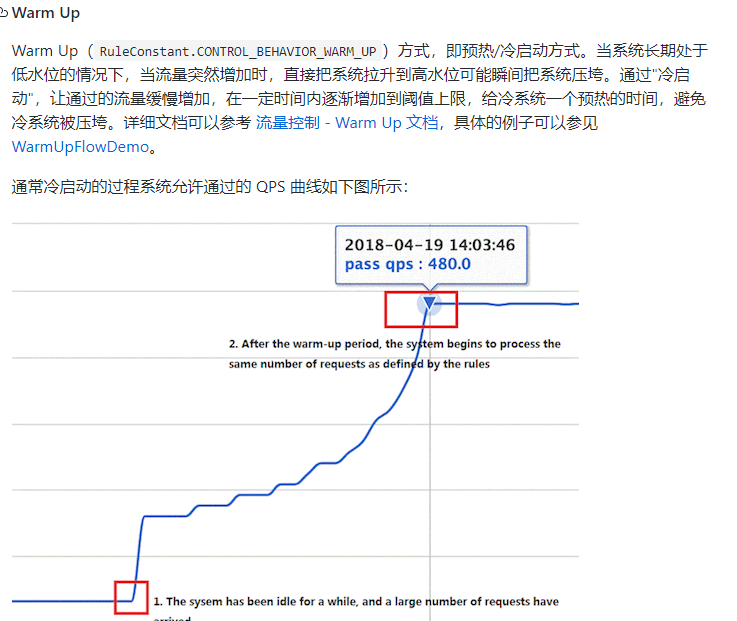 Warm Up
Warm Up（RuleConstant.CONTROL_BEHAVIOR_WARM_UP）方式，即预热/冷启动方式。当系统长期处于
低水位的情况下，当流量突然增加时，直接把系统拉升到高水位可能瞬间把系统压垮。通过"冷启
动"，让通过的流量缓慢增加，在一定时间内逐渐增加到阈值上限，给冷系统一个预热的时间，避免
冷系统被压垮。详细文档可以参考 流量控制 - Warm Up 文档，具体的例子可以参见
WarmUpFlowDemo。
通常冷启动的过程系统允许通过的 QPS 曲线如下图所示：
2018-04-19 14:03:46
pass qps : 480.0
2. After the warm-up period, the system begins to process the
same number of requests as defined by the rules
1. The sysem has been idle for a while, and a large number of requests have
arrived